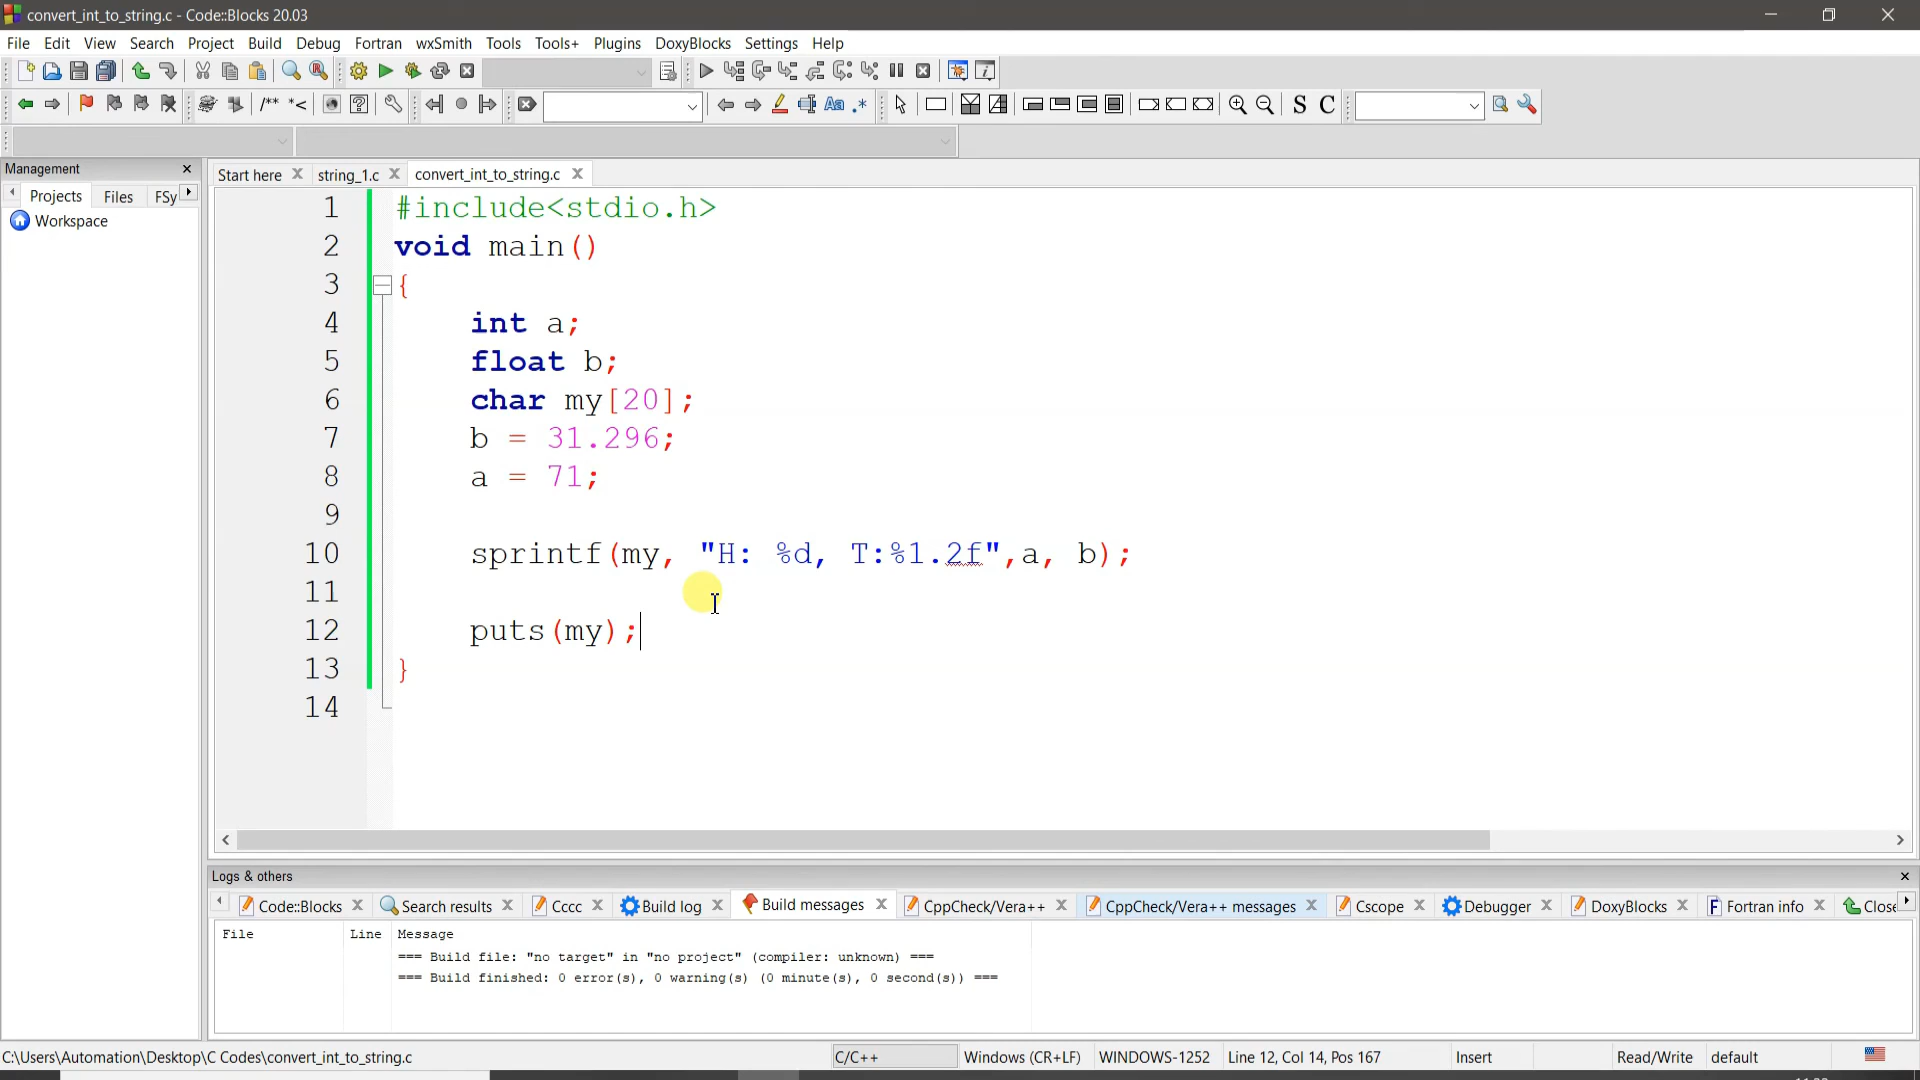 convert_int_to_string.c - Code::Blocks 20.03
File Edit View Search Project Build Debug Fortran wxSmith Tools Tools+ Plugins DoxyBlocks Settings Help
/** *< Aa .* S C
Management
Projects Files FSy
Workspace
Start here string_1.c convert_int_to_string.c
1 #include<stdio.h>
2 void main()
3 {
4 int a;
5 float b;
6 char my[20];
7 b = 31.296;
8 a = 71;
9
10 sprintf(my, "H: %d, T:%1.2f",a, b);
11
12 puts(my);
13 }
14
Logs & others
Code::Blocks Search results Cccc Build log Build messages CppCheck/Vera++ CppCheck/Vera++ messages Cscope Debugger DoxyBlocks Fortran info Close
File Line Message
=== Build file: "no target" in "no project" (compiler: unknown) ===
=== Build finished: 0 error(s), 0 warning(s) (0 minute(s), 0 second(s)) ===
C:\Users\Automation\Desktop\C Codes\convert_int_to_string.c C/C++ Windows (CR+LF) WINDOWS-1252 Line 12, Col 14, Pos 167 Insert Read/Write default